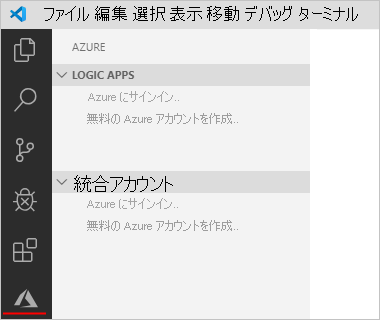 ファイル 編集 選択 表示 移動 デバッグ ターミナル
AZURE
LOGIC APPS
Azure にサインイン..
無料の Azure アカウントを作成..
統合アカウント
Azure にサインイン..
無料の Azure アカウントを作成..